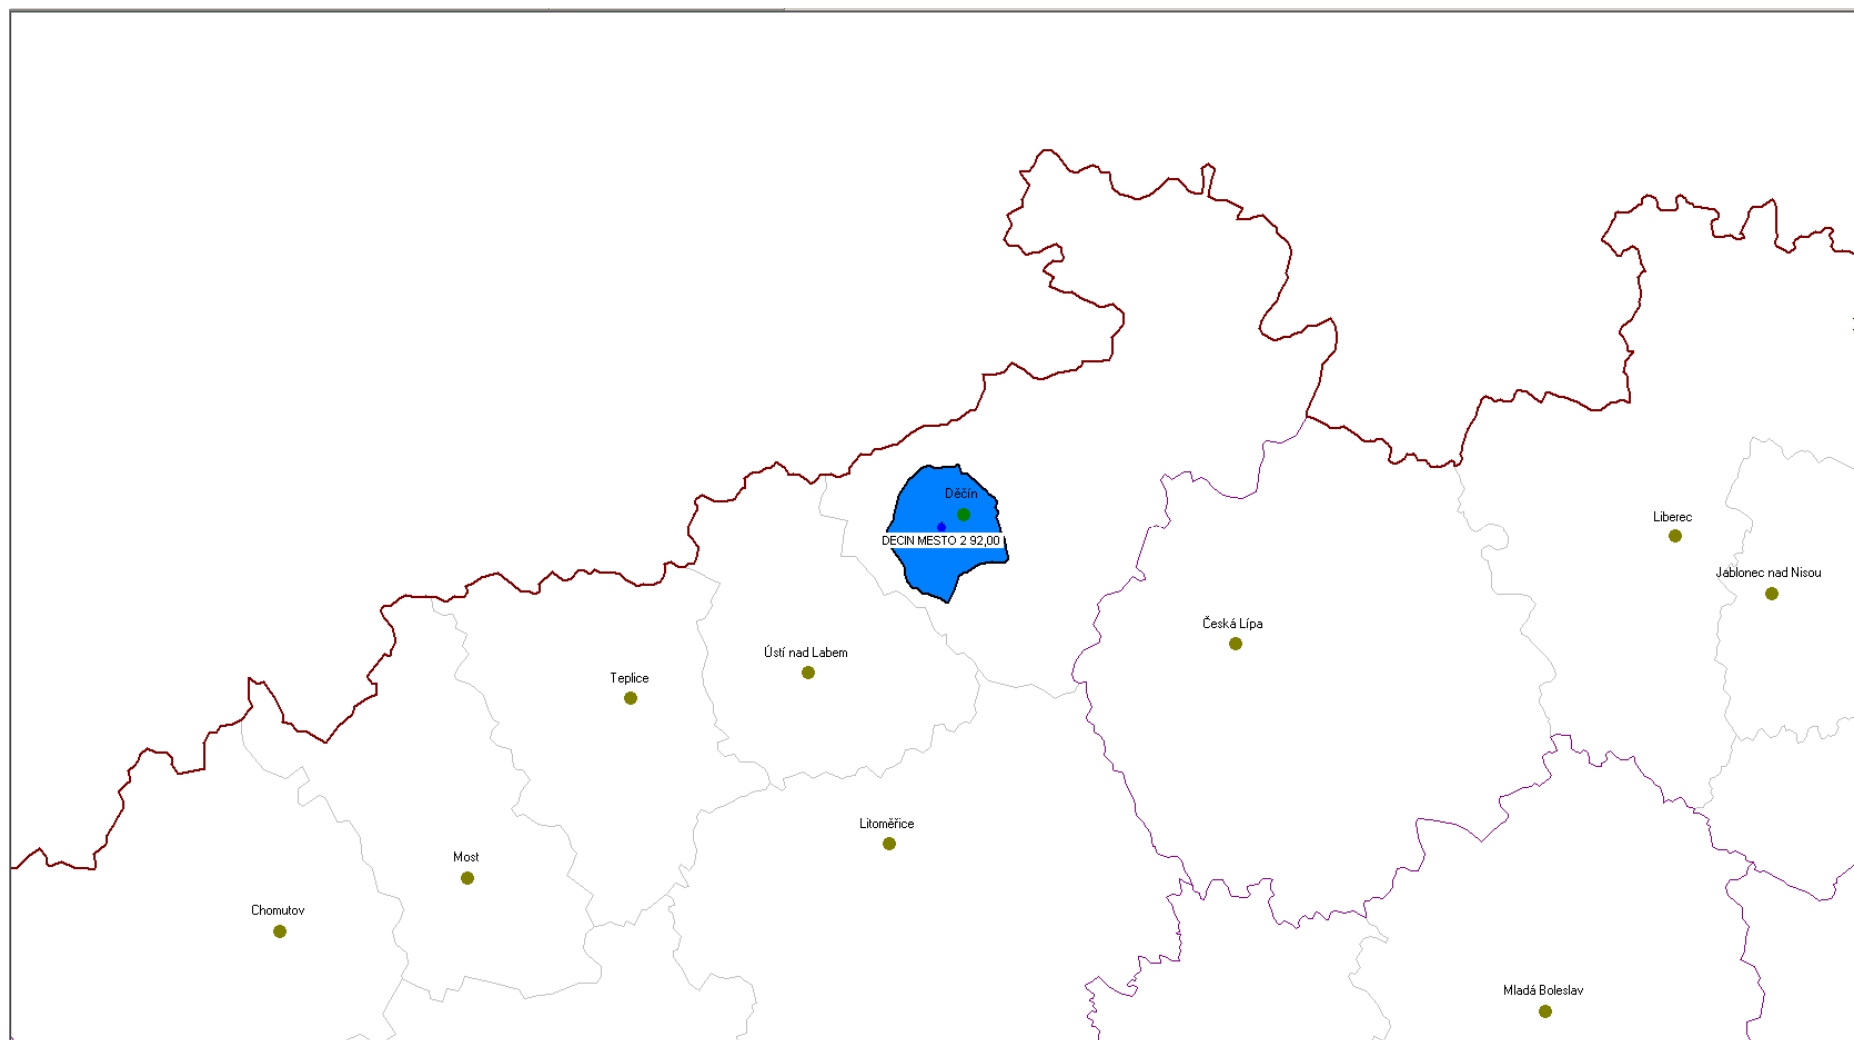 Děčín
DECIN MESTO 2 92,00
Liberec
Jablonec nad Nisou
Česká Lípa
Ústí nad Labem
Teplice
Litoměřice
Most
Chomutov
Mladá Boleslav